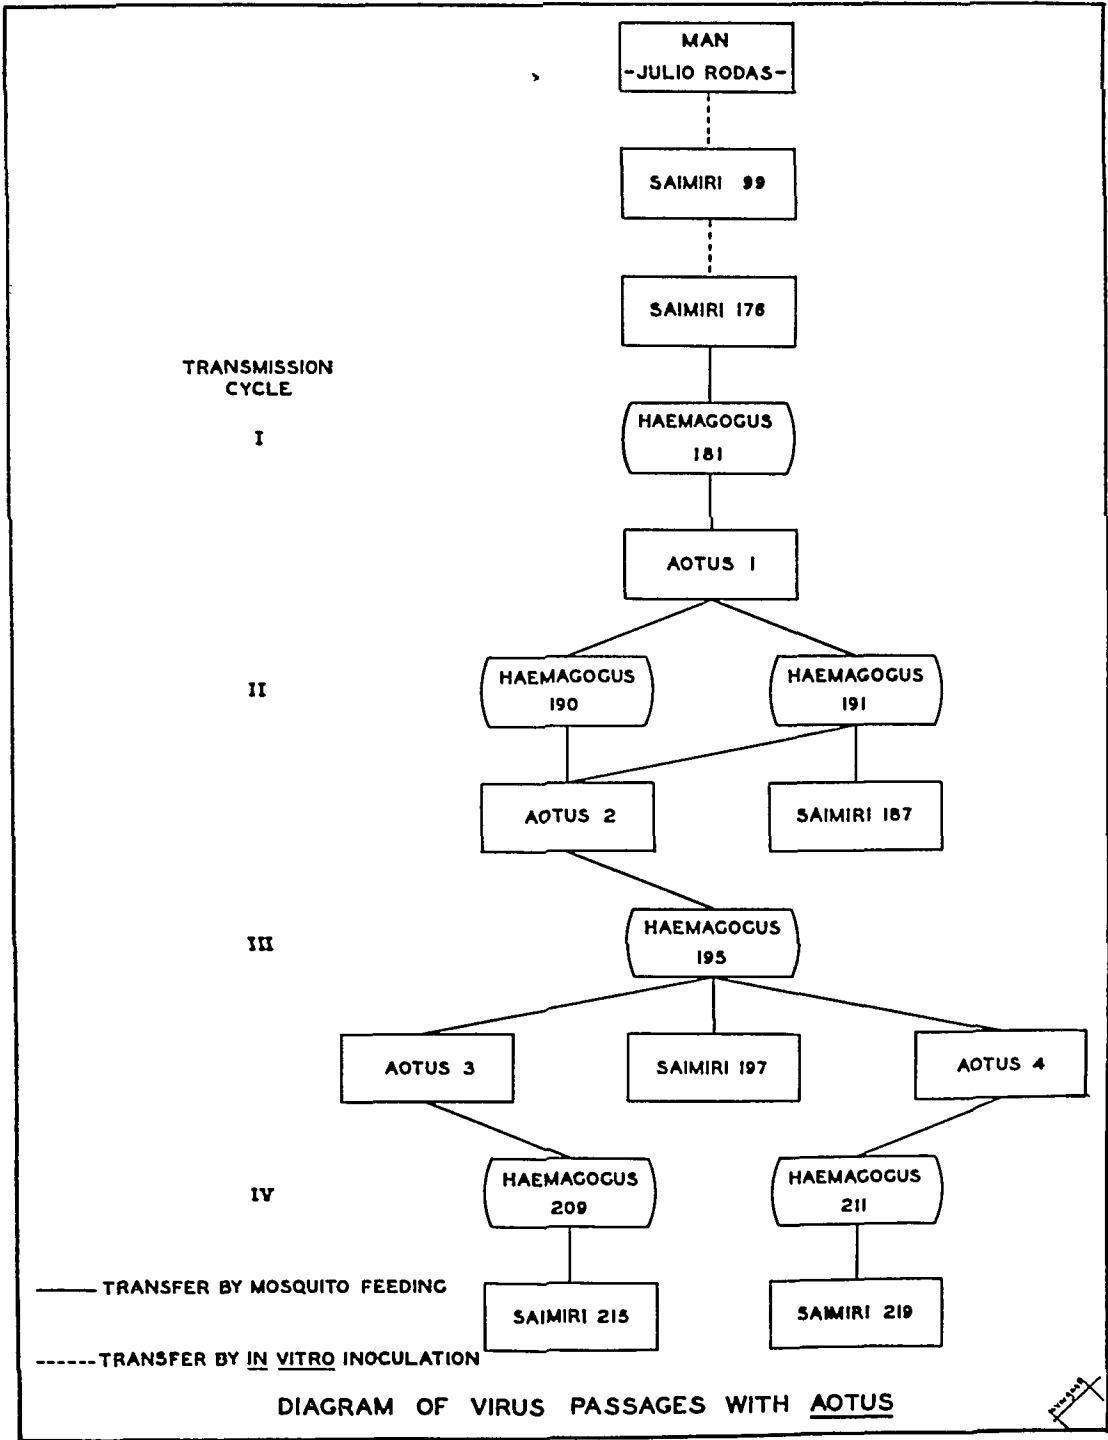 MAN
-JULIO RODAS-
SAIMIRI 99
SAIMIRI 176
TRANSMISSION
CYCLE
I
HAEMAGOGUS
181
AOTUS 1
II
HAEMAGOGUS
190
HAEMAGOGUS
191
AOTUS 2
SAIMIRI 187
III
HAEMAGOGUS
195
AOTUS 3
SAIMIRI 197
AOTUS 4
IV
HAEMAGOGUS
209
HAEMAGOGUS
211
TRANSFER BY MOSQUITO FEEDING
SAIMIRI 215
SAIMIRI 219
TRANSFER BY IN VITRO INOCULATION
DIAGRAM OF VIRUS PASSAGES WITH AOTUS